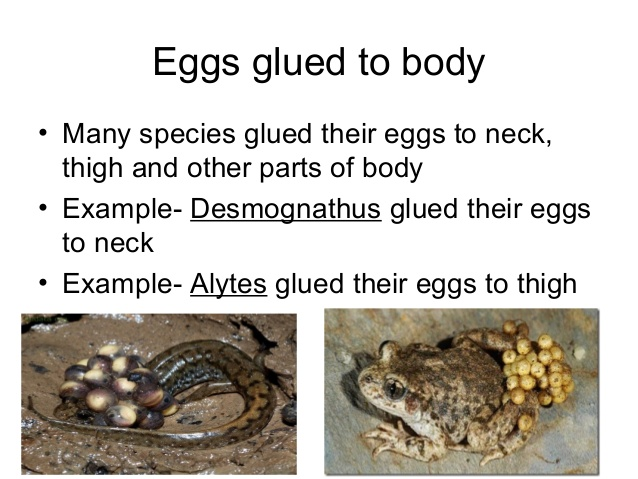 Eggs glued to body
• Many species glued their eggs to neck,
thigh and other parts of body
• Example- Desmognathus glued their eggs
to neck
• Example- Alytes glued their eggs to thigh